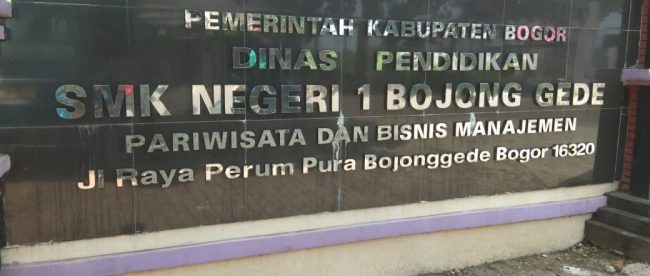 PEMERINTAH KABUPATEN BOGOR
DINAS PENDIDIKAN
SMK NEGERI 1 BOJONG GEDE
PARIWISATA DAN BISNIS MANAJEMEN
Jl Raya Perum Pura Bojonggede Bogor 16320